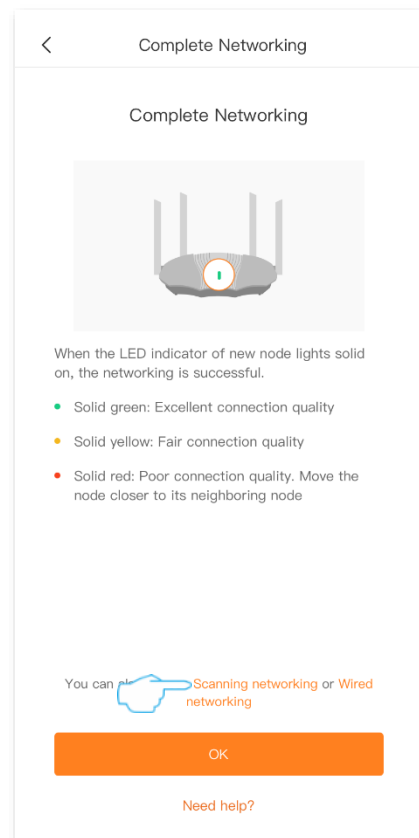 Complete Networking
Complete Networking
When the LED indicator of new node lights solid
on, the networking is successful.
Solid green: Excellent connection quality
Solid yellow: Fair connection quality
Solid red: Poor connection quality. Move the
node closer to its neighboring node
You can Scanning networking or Wired
networking
OK
Need help?